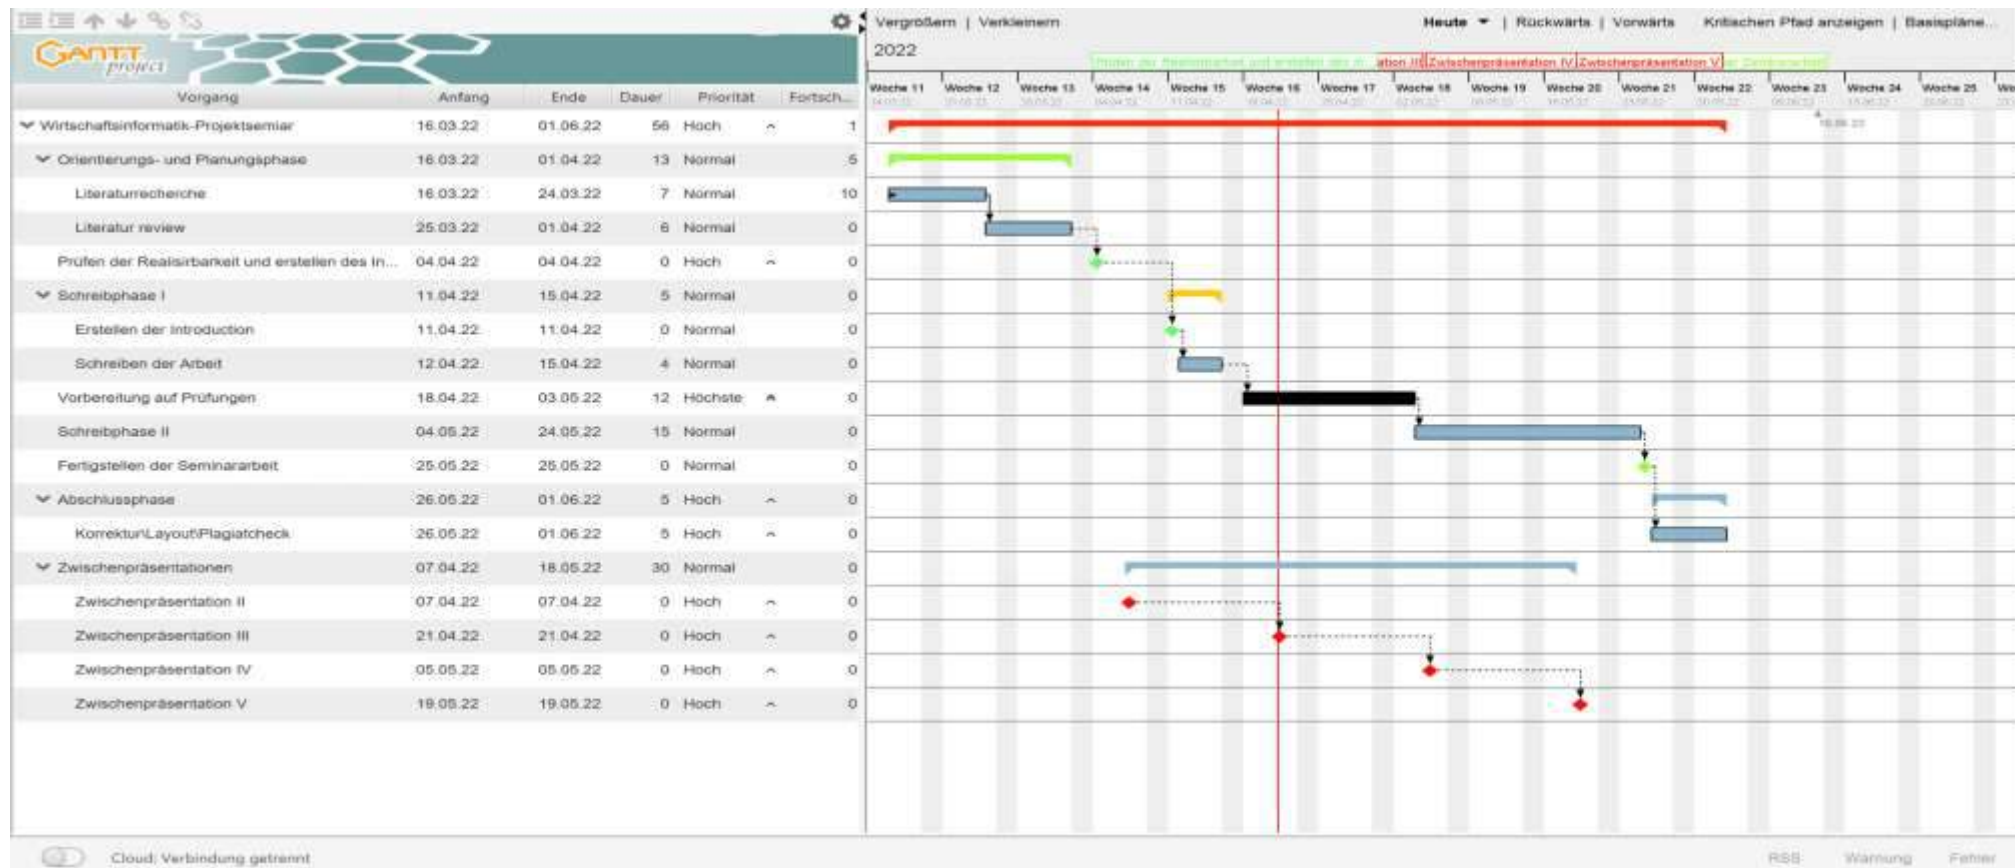 Vergrößern | Verkleinern Heute | Rückwärts | Vorwärts Kritischen Pfad anzeigen | Basispläne...
GANTT project
2022
ation III Zwischenpräsentation IV Zwischenpräsentation V
Vorgang Anfang Ende Dauer Priorität Fortsch...
Woche 11 Woche 12 Woche 13 Woche 14 Woche 15 Woche 16 Woche 17 Woche 18 Woche 19 Woche 20 Woche 21 Woche 22 Woche 23 Woche 24 Woche 25 Wo
Wirtschaftsinformatik-Projektsemiar 16.03.22 01.06.22 56 Hoch 1
Orientierungs- und Planungsphase 16.03.22 01.04.22 13 Normal 5
Literaturrecherche 16.03.22 24.03.22 7 Normal 10
Literatur review 25.03.22 01.04.22 6 Normal 0
Prüfen der Realisirbarkeit und erstellen des In... 04.04.22 04.04.22 0 Hoch 0
Schreibphase I 11.04.22 15.04.22 5 Normal 0
Erstellen der Introduction 11.04.22 11.04.22 0 Normal 0
Schreiben der Arbeit 12.04.22 15.04.22 4 Normal 0
Vorbereitung auf Prüfungen 18.04.22 03.05.22 12 Höchste 0
Schreibphase II 04.05.22 24.05.22 15 Normal 0
Fertigstellen der Seminararbeit 25.05.22 25.05.22 0 Normal 0
Abschlussphase 26.05.22 01.06.22 5 Hoch 0
Korrektur\Layout\Plagiatcheck 26.05.22 01.06.22 5 Hoch 0
Zwischenpräsentationen 07.04.22 18.05.22 30 Normal 0
Zwischenpräsentation II 07.04.22 07.04.22 0 Hoch 0
Zwischenpräsentation III 21.04.22 21.04.22 0 Hoch 0
Zwischenpräsentation IV 05.05.22 05.05.22 0 Hoch 0
Zwischenpräsentation V 19.05.22 19.05.22 0 Hoch 0
Cloud: Verbindung getrennt RSS Warnung Fehler